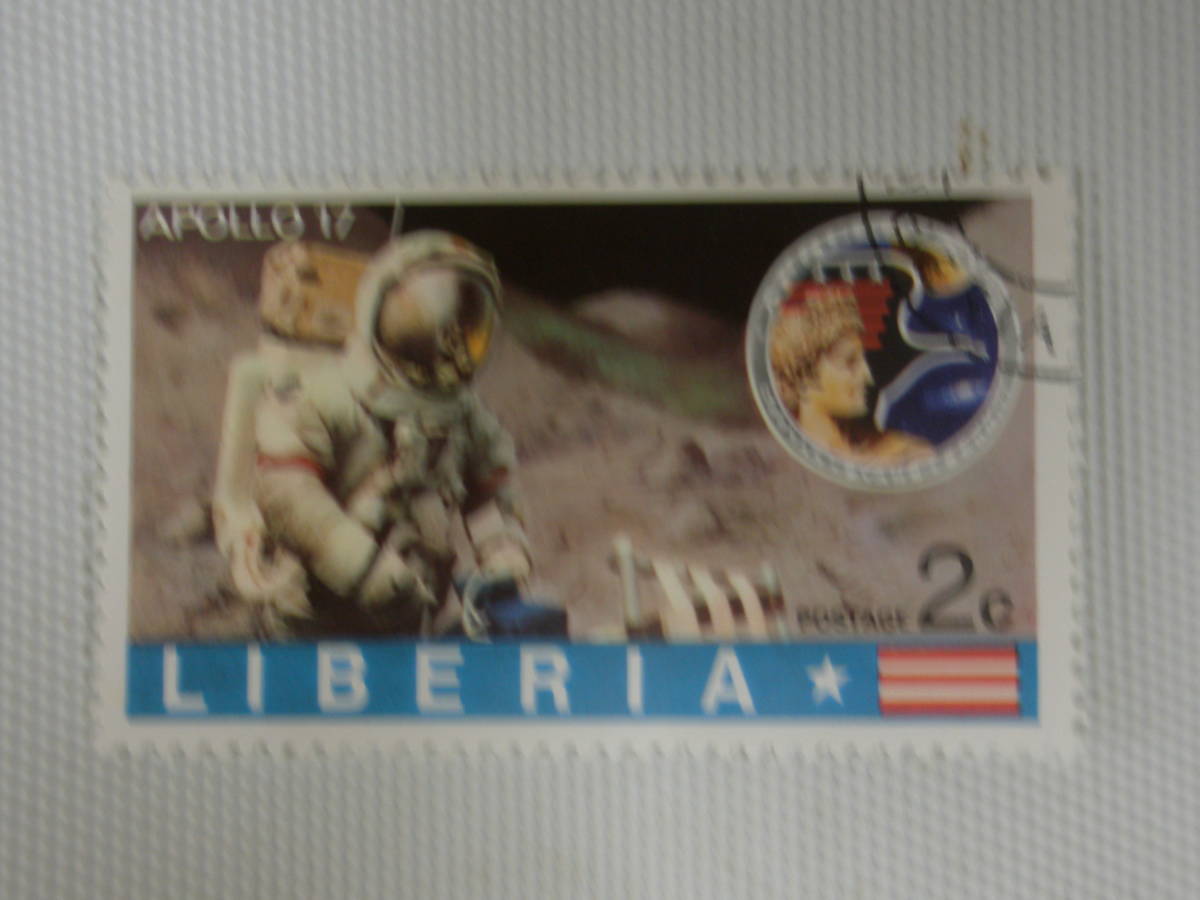 APOLLO 17
POSTAGE 2c
LIBERIA